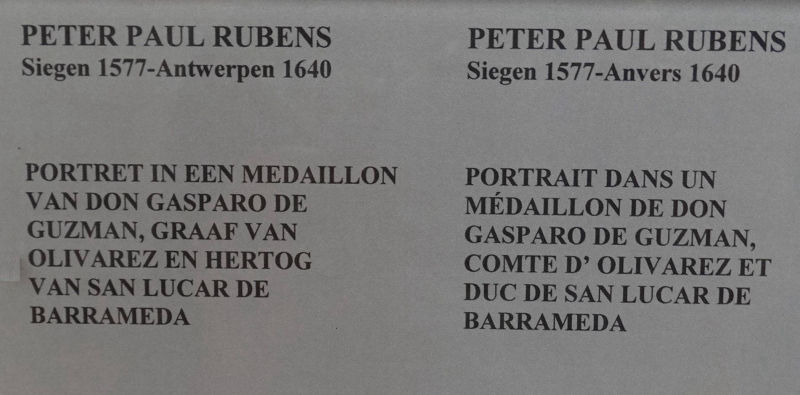 PETER PAUL RUBENS
Siegen 1577-Antwerpen 1640
PORTRET IN EEN MEDAILLON
VAN DON GASPARO DE
GUZMAN, GRAAF VAN
OLIVAREZ EN HERTOG
VAN SAN LUCAR DE
BARRAMEDA
PETER PAUL RUBENS
Siegen 1577-Anvers 1640
PORTRAIT DANS UN
MÉDAILLON DE DON
GASPARO DE GUZMAN,
COMTE D' OLIVAREZ ET
DUC DE SAN LUCAR DE
BARRAMEDA